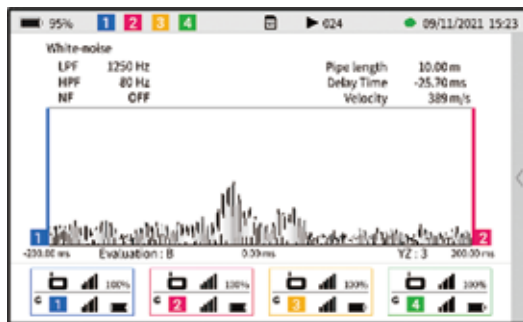 95% 1 2 3 4 024 09/11/2021 15:23
White-noise
LPF 1250 Hz Pipe length 10.00 m
HPF 80 Hz Delay Time -25.70 ms
NF OFF Velocity 389 m/s
1 2
-200.00 ms Evaluation : B 0.00 ms YZ : 3 200.00 ms
100% 100% 100% 100%
G 1 G 2 G 3 G 4